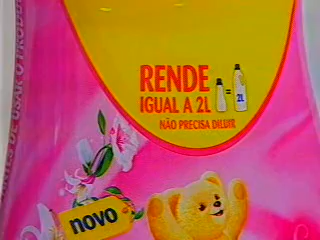 RENDE
IGUAL A 2L
= 2L
NÃO PRECISA DILUIR
novo